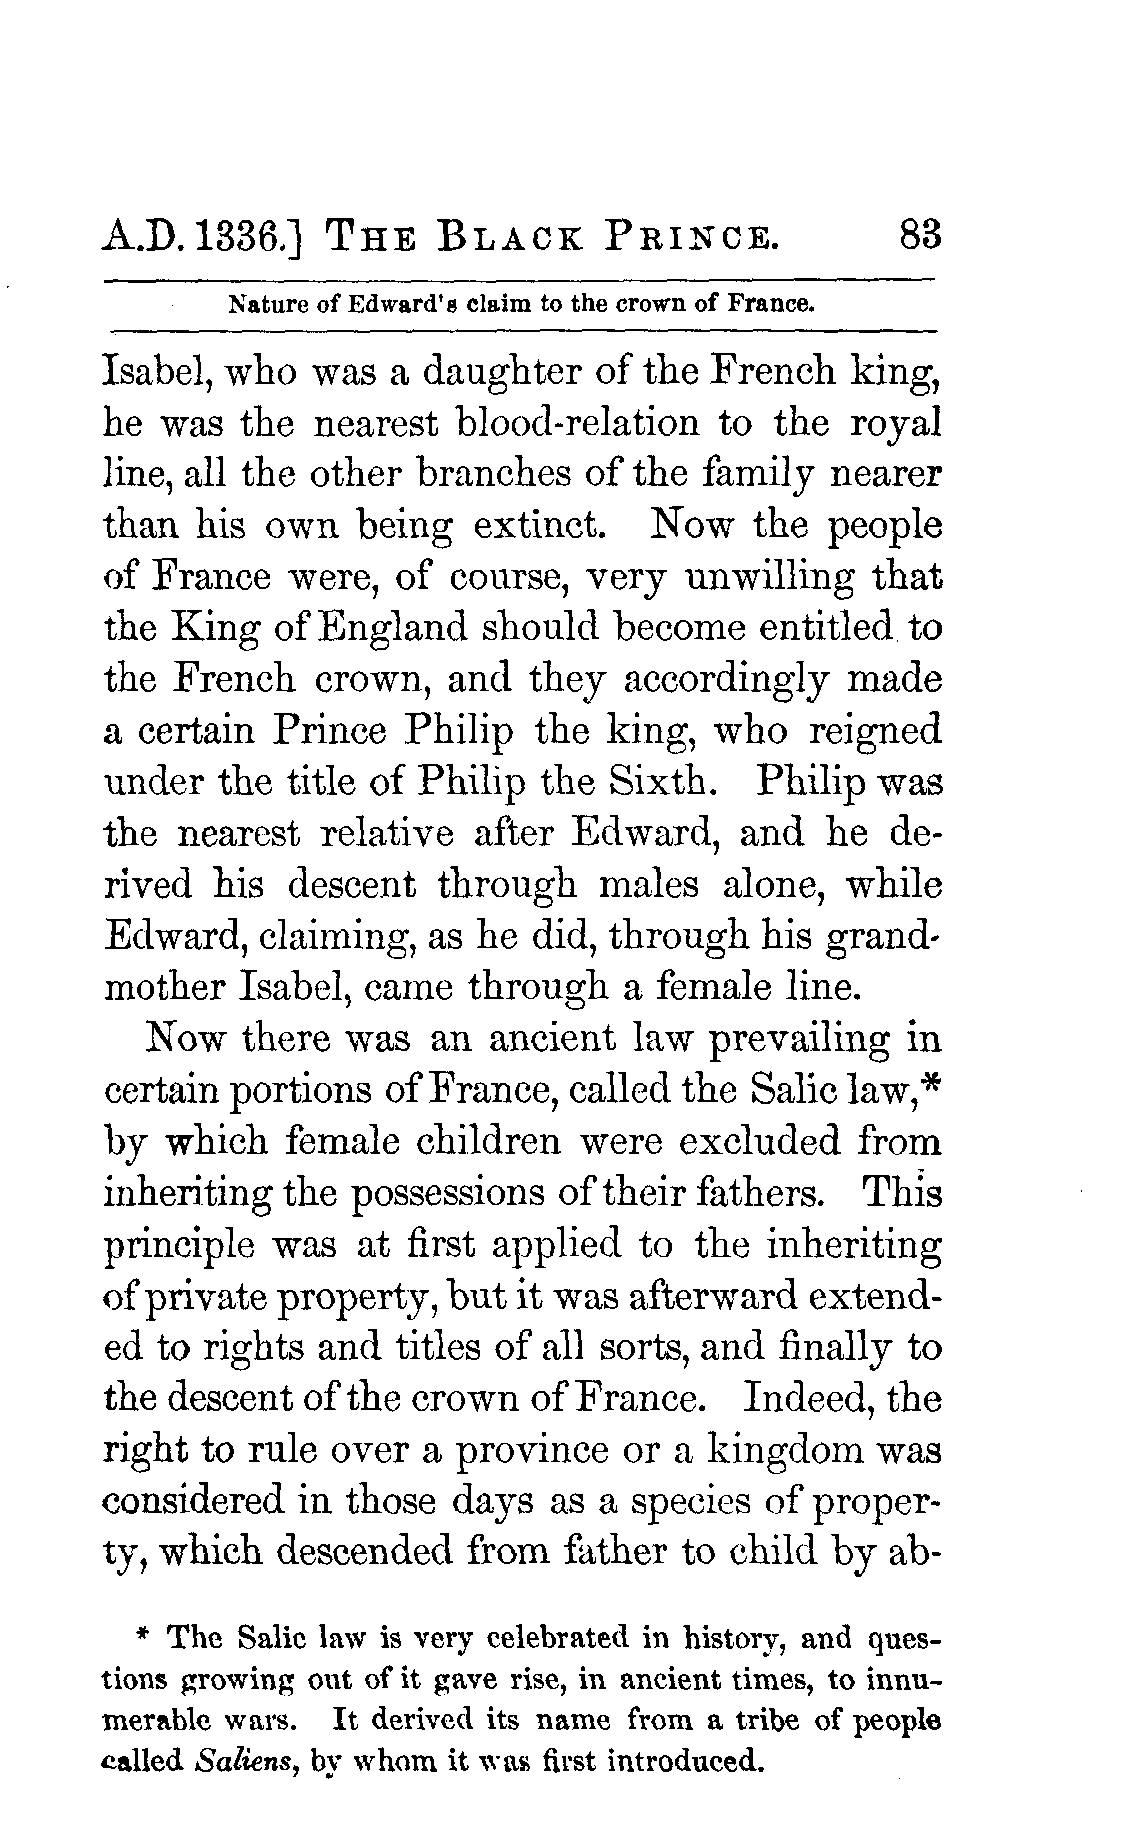 A.D. 1336.] THE BLACK PRINCE. 83
Nature of Edward's claim to the crown of France.
Isabel, who was a daughter of the French king,
he was the nearest blood-relation to the royal
line, all the other branches of the family nearer
than his own being extinct. Now the people
of France were, of course, very unwilling that
the King of England should become entitled to
the French crown, and they accordingly made
a certain Prince Philip the king, who reigned
under the title of Philip the Sixth. Philip was
the nearest relative after Edward, and he de-
rived his descent through males alone, while
Edward, claiming, as he did, through his grand-
mother Isabel, came through a female line.
Now there was an ancient law prevailing in
certain portions of France, called the Salic law,*
by which female children were excluded from
inheriting the possessions of their fathers. This
principle was at first applied to the inheriting
of private property, but it was afterward extend-
ed to rights and titles of all sorts, and finally to
the descent of the crown of France. Indeed, the
right to rule over a province or a kingdom was
considered in those days as a species of proper-
ty, which descended from father to child by ab-
* The Salic law is very celebrated in history, and ques-
tions growing out of it gave rise, in ancient times, to innu-
merable wars. It derived its name from a tribe of people
called Saliens, by whom it was first introduced.